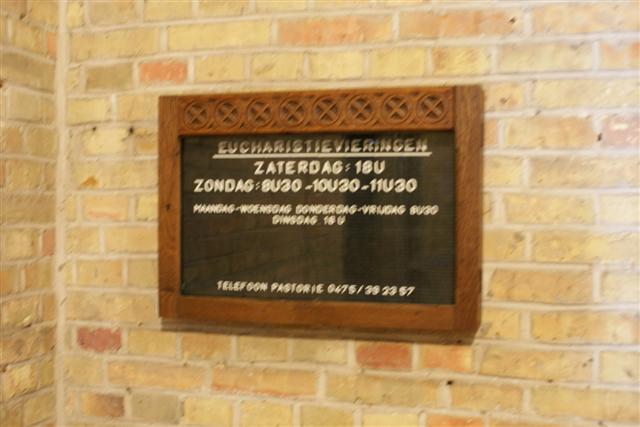 EUCHARISTIEVIERINGEN
ZATERDAG: 18U
ZONDAG: 8U30 - 10U30 - 11U30
MAANDAG - WOENSDAG DONDERDAG - VRIJDAG 8U30
DINSDAG 18 U
TELEFOON PASTORIE 0475/39 23 57